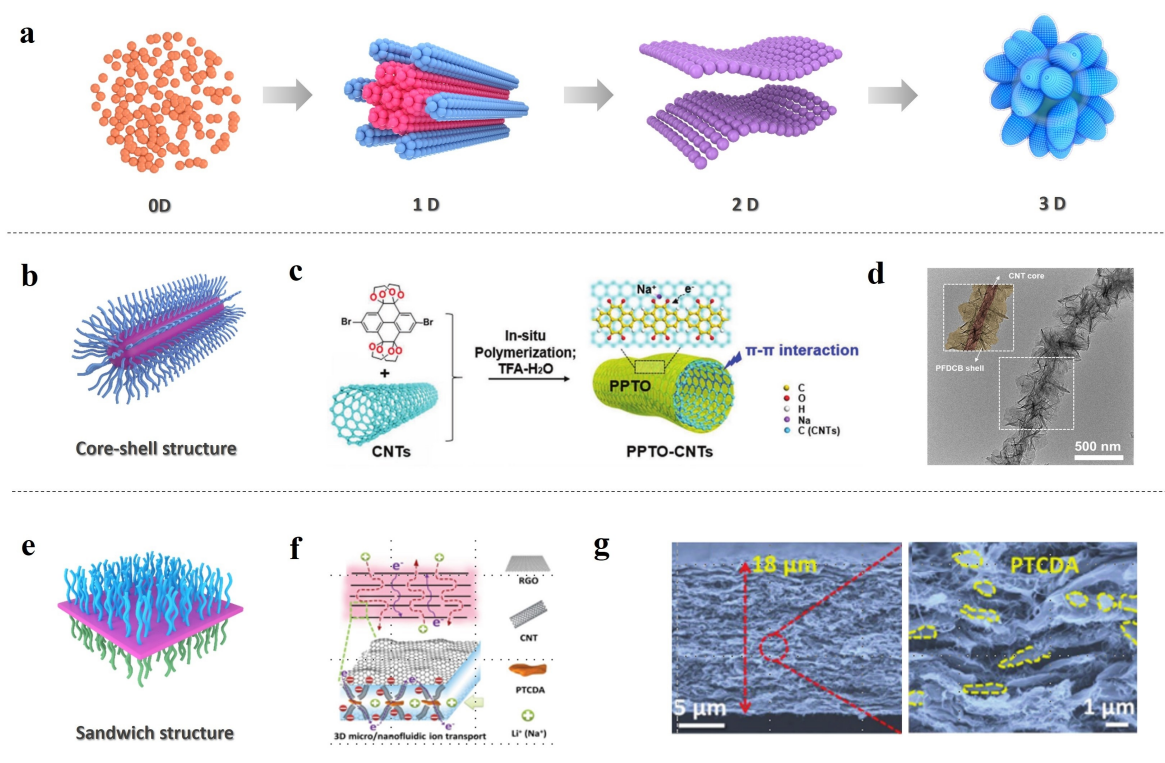 a
0D
1 D
2 D
3 D
b
Core-shell structure
c
Br
O
O
O
O
Br
+
CNTs
In-situ
Polymerization;
TFA-H₂O
Na⁺
e⁻
π-π interaction
PPTO
C
O
H
Na
C (CNTs)
PPTO-CNTs
d
CNT core
PFDCB shell
500 nm
e
Sandwich structure
f
e⁻
e⁻
RGO
CNT
PTCDA
Li⁺ (Na⁺)
e⁻
e⁻
e⁻
3D micro/nanofluidic ion transport
g
18 μm
5 μm
PTCDA
1 μm